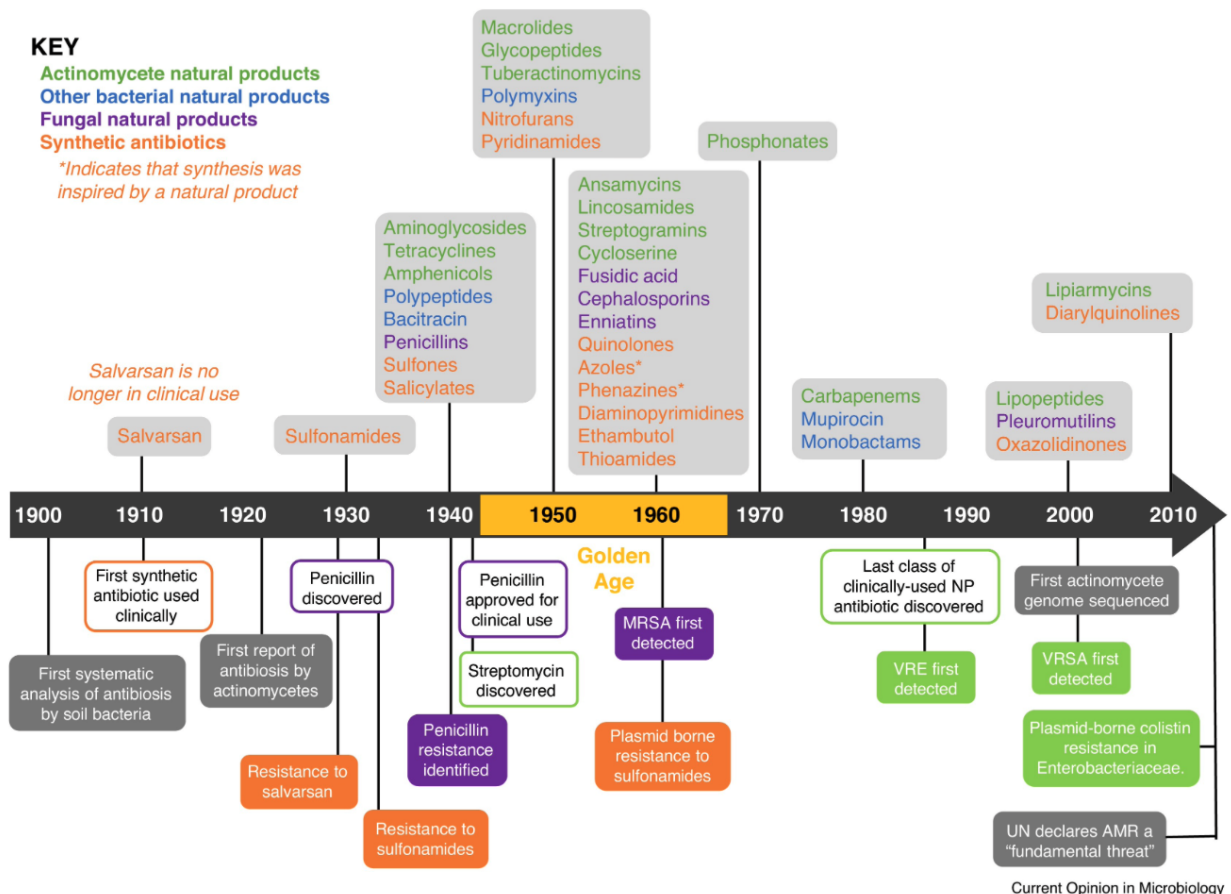 KEY
Actinomycete natural products
Other bacterial natural products
Fungal natural products
Synthetic antibiotics
*Indicates that synthesis was
inspired by a natural product
Salvarsan is no
longer in clinical use
Salvarsan
Sulfonamides
Aminoglycosides
Tetracyclines
Amphenicols
Polypeptides
Bacitracin
Penicillins
Sulfones
Salicylates
Macrolides
Glycopeptides
Tuberactinomycins
Polymyxins
Nitrofurans
Pyridinamides
Ansamycins
Lincosamides
Streptogramins
Cycloserine
Fusidic acid
Cephalosporins
Enniatins
Quinolones
Azoles*
Phenazines*
Diaminopyrimidines
Ethambutol
Thioamides
Phosphonates
Carbapenems
Mupirocin
Monobactams
Lipopeptides
Pleuromutilins
Oxazolidinones
Lipiarmycins
Diarylquinolines
1900 1910 1920 1930 1940 1950 1960 1970 1980 1990 2000 2010
Golden
Age
First systematic
analysis of antibiosis
by soil bacteria
First synthetic
antibiotic used
clinically
First report of
antibiosis by
actinomycetes
Penicillin
discovered
Resistance to
salvarsan
Resistance to
sulfonamides
Penicillin
resistance
identified
Penicillin
approved for
clinical use
Streptomycin
discovered
MRSA first
detected
Plasmid borne
resistance to
sulfonamides
Last class of
clinically-used NP
antibiotic discovered
VRE first
detected
First actinomycete
genome sequenced
VRSA first
detected
Plasmid-borne colistin
resistance in
Enterobacteriaceae.
UN declares AMR a
“fundamental threat”
Current Opinion in Microbiology